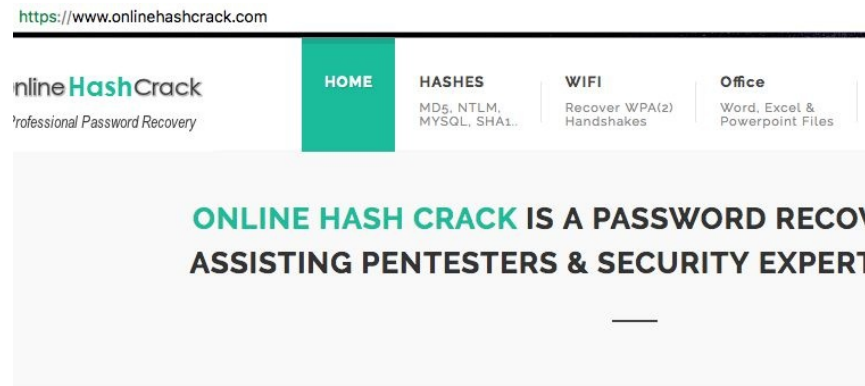 https://www.onlinehashcrack.com
nline HashCrack
Professional Password Recovery
HOME
HASHES
MD5, NTLM,
MYSQL, SHA1..
WIFI
Recover WPA(2)
Handshakes
Office
Word, Excel &
Powerpoint Files
ONLINE HASH CRACK IS A PASSWORD RECOV
ASSISTING PENTESTERS & SECURITY EXPERT